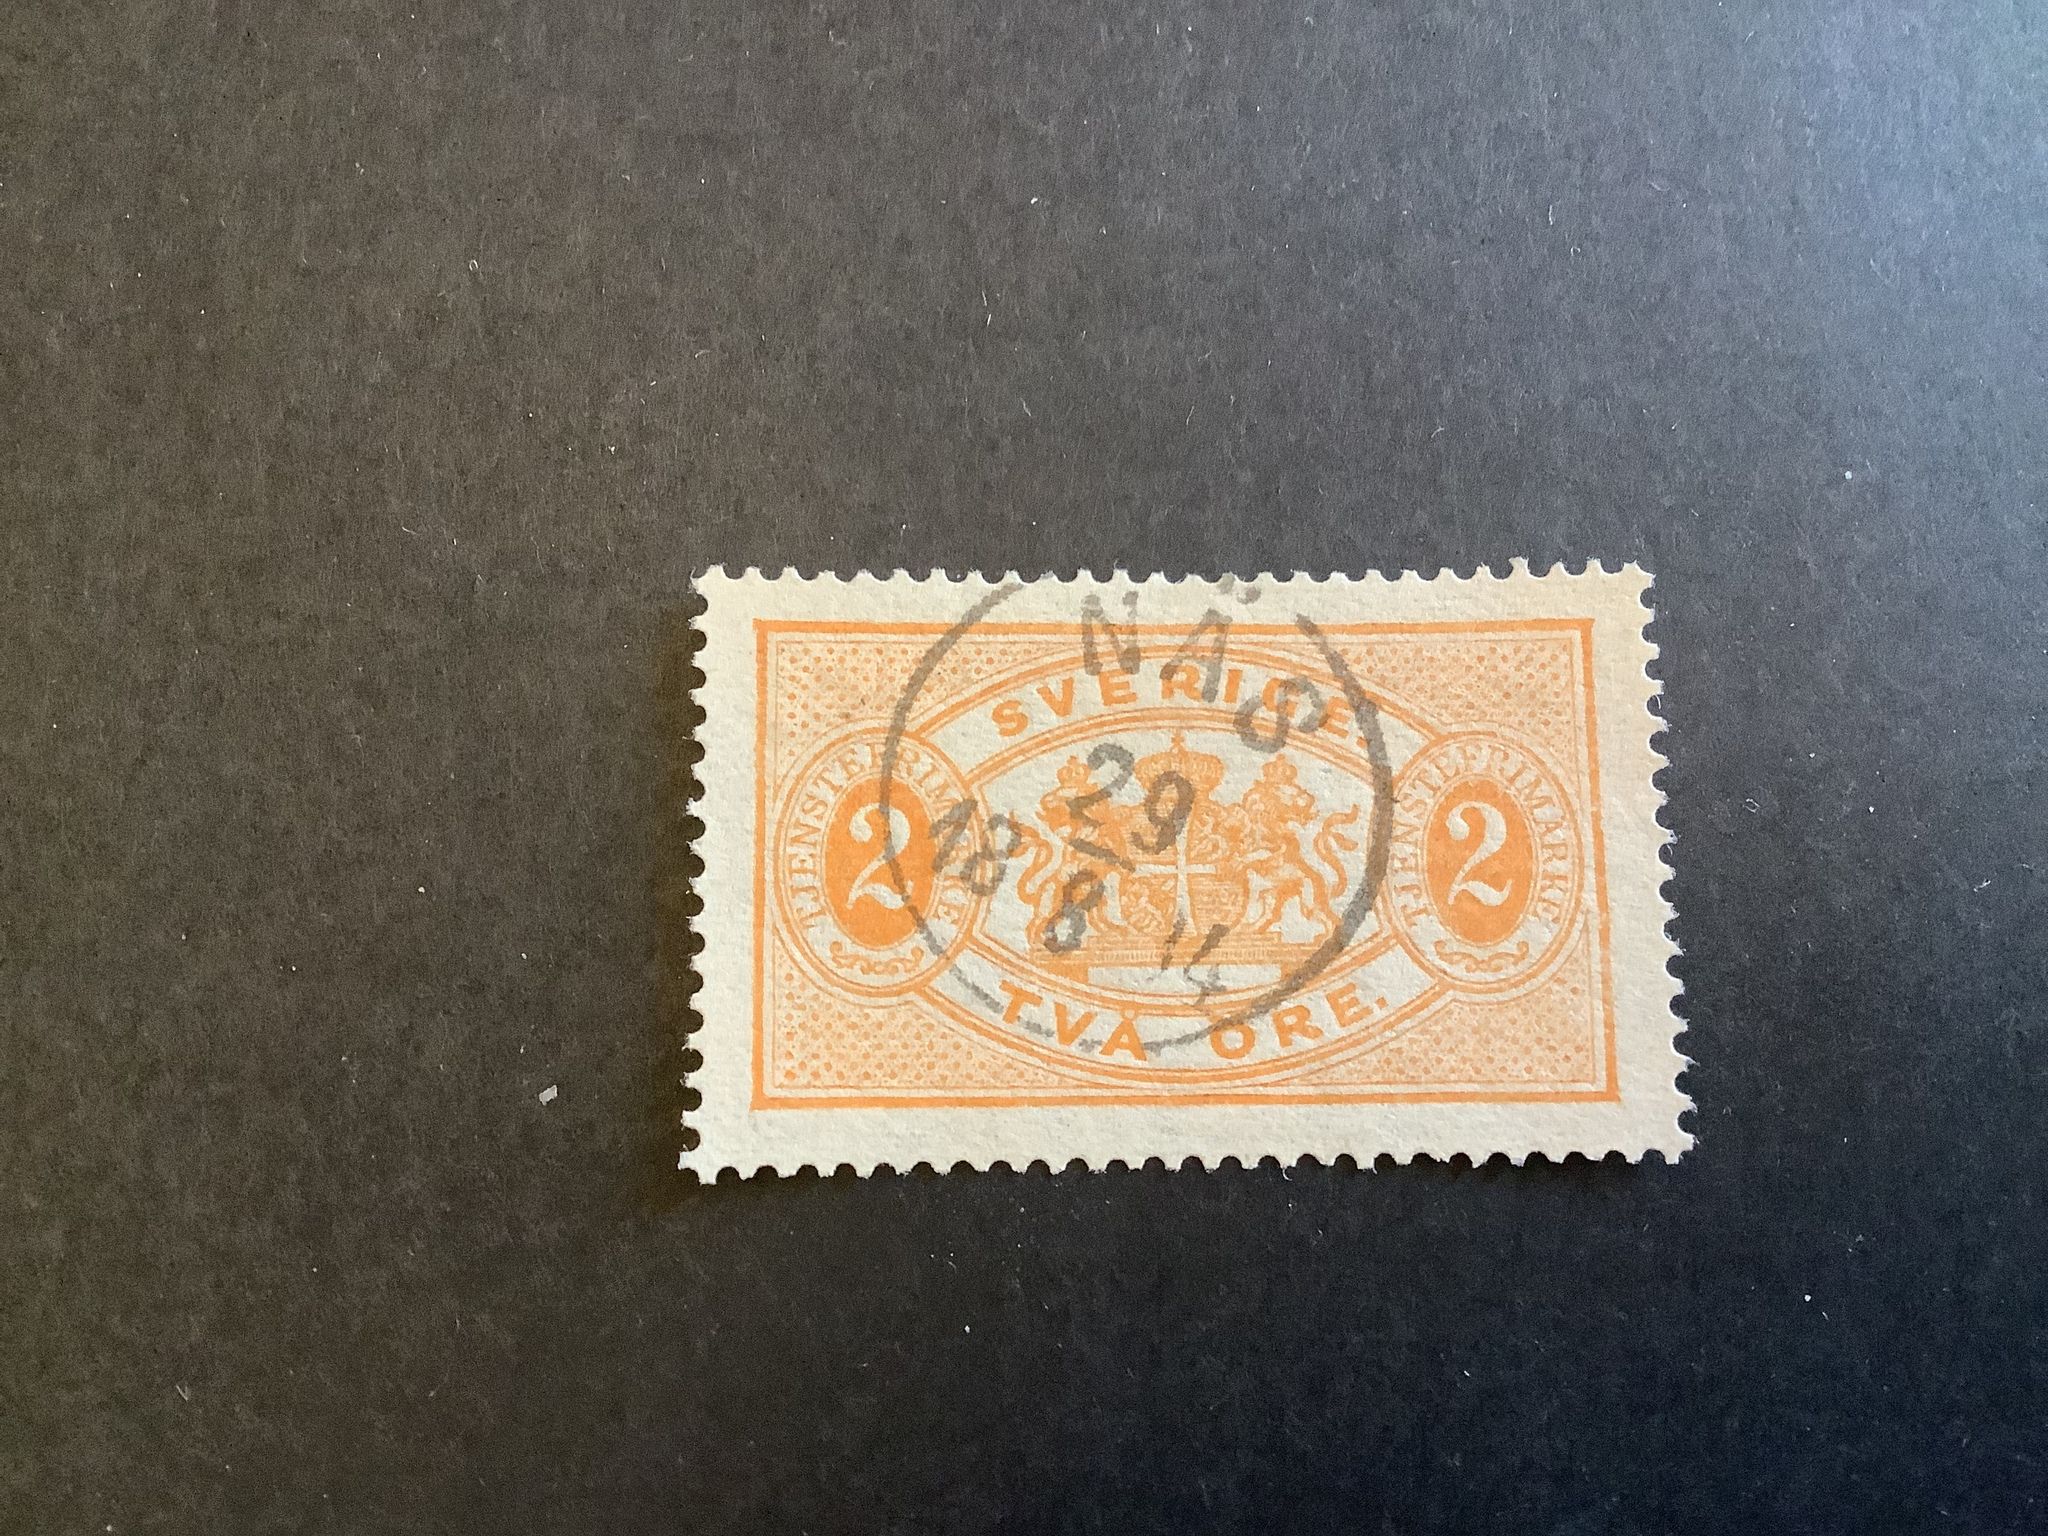 NÄS
SVERIGE.
29
18
8
14
TJENSTEFRIMÄRKE
2
TJENSTEFRIMÄRKE
2
TVÅ ÖRE.